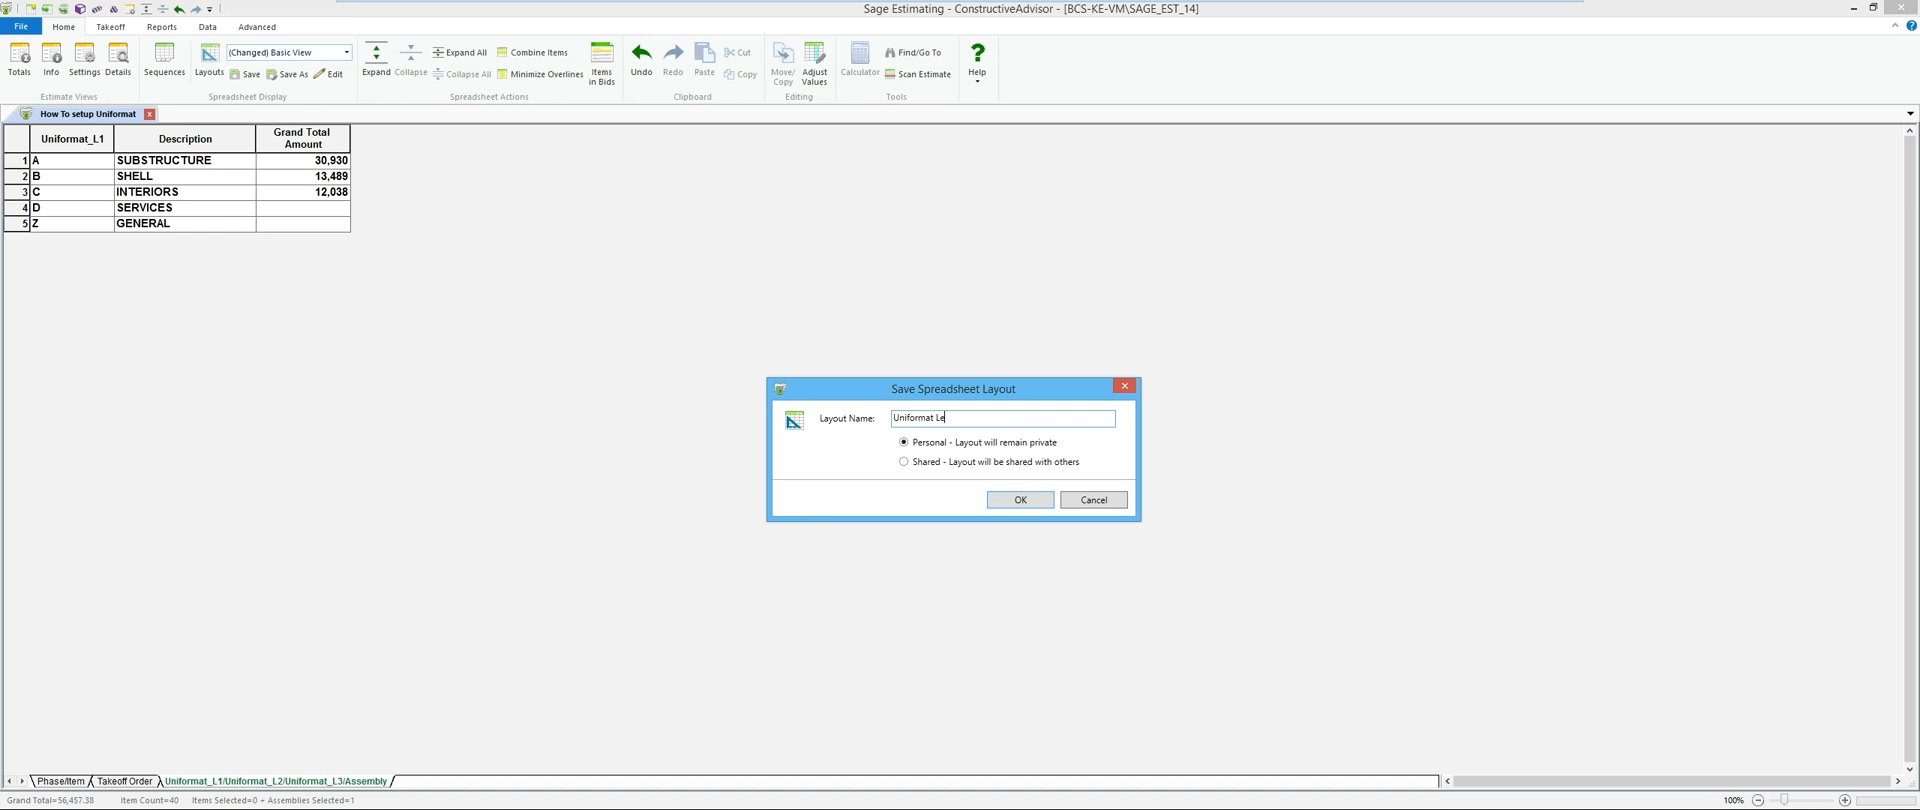 Sage Estimating - ConstructiveAdvisor - [BCS-KE-VM\SAGE_EST_14]
File Home Takeoff Reports Data Advanced
(Changed) Basic View
Totals Info Settings Details Sequences Layouts Save Save As Edit
Expand Collapse Expand All Combine Items
Collapse All Minimize Overlines Items in Bids
Undo Redo Paste Cut Copy
Move/ Copy Adjust Values Calculator Find/Go To Scan Estimate Help
Estimate Views Spreadsheet Display Spreadsheet Actions Clipboard Editing Tools
How To setup Uniformat
Uniformat_L1 Description Grand Total Amount
1 A SUBSTRUCTURE 30,930
2 B SHELL 13,489
3 C INTERIORS 12,038
4 D SERVICES
5 Z GENERAL
Save Spreadsheet Layout
Layout Name: Uniformat Le
Personal - Layout will remain private
Shared - Layout will be shared with others
OK Cancel
Phase/Item Takeoff Order Uniformat_L1/Uniformat_L2/Uniformat_L3/Assembly
Grand Total=56,457.38 Item Count=40 Items Selected=0 + Assemblies Selected=1 100%